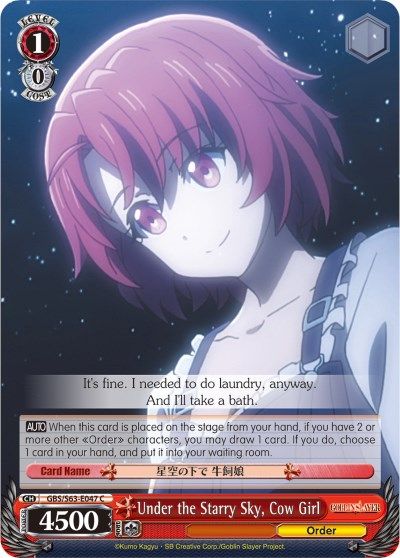 LEVEL
1
0
COST
It's fine. I needed to do laundry, anyway.
And I'll take a bath.
AUTO When this card is placed on the stage from your hand, if you have 2 or
more other «Order» characters, you may draw 1 card. If you do, choose
1 card in your hand, and put it into your waiting room.
Card Name
星空の下で 牛飼娘
CH GBS/S63-E047 C
4500
Under the Starry Sky, Cow Girl
GOBLIN SLAYER
Order
©Kumo Kagyu・SB Creative Corp./Goblin Slayer Project.